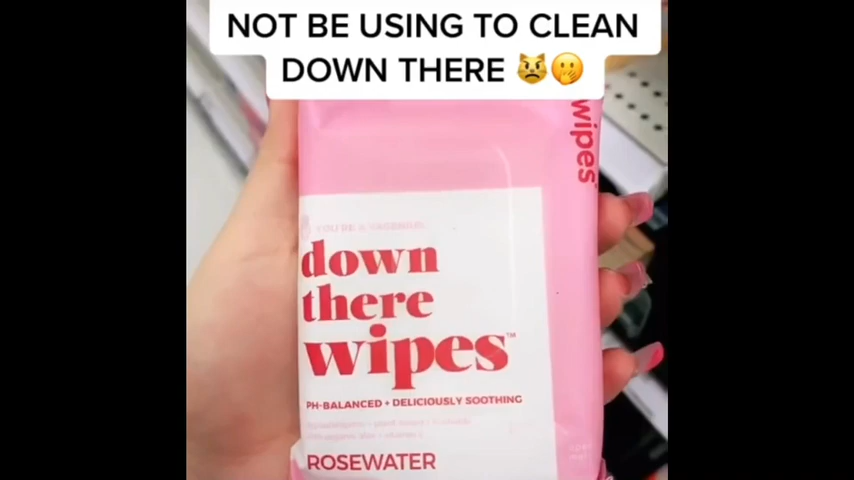 NOT BE USING TO CLEAN
DOWN THERE 😾🤭
wipes
down
there
wipes™
PH-BALANCED + DELICIOUSLY SOOTHING
ROSEWATER